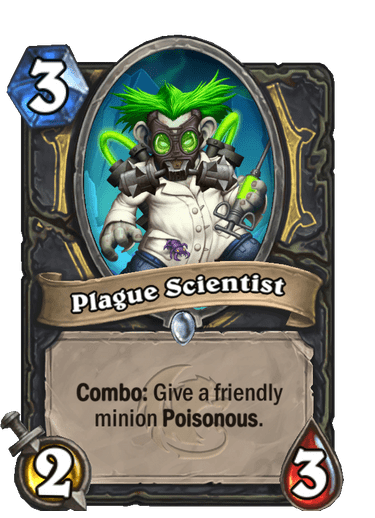 3
Plague Scientist
Combo: Give a friendly
minion Poisonous.
2
3